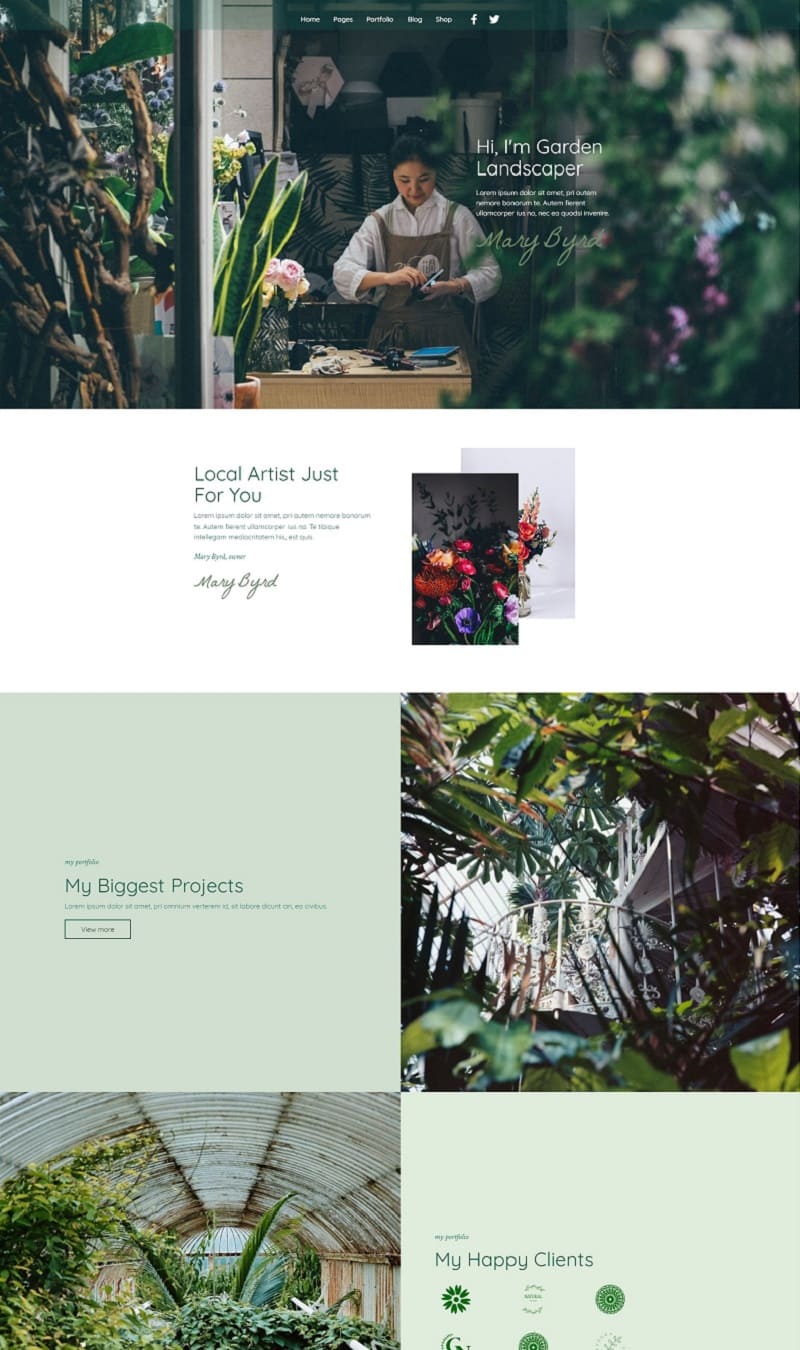 Home Pages Portfolio Blog Shop
Hi, I'm Garden
Landscaper
Lorem ipsum dolor sit amet, pri autem
nemore bonorum te. Autem fierent
ullamcorper ius no, nec ea quodsi invenire.
Mary Byrd
Local Artist Just
For You
Lorem ipsum dolor sit amet, pri autem nemore bonorum
te. Autem fierent ullamcorper ius no. Te tibique
intellegam mediocritatem his, est quis.
Mary Byrd, owner
Mary Byrd
my portfolio
My Biggest Projects
Lorem ipsum dolor sit amet, pri omnium verterem id, sit labore dicunt an, ea civibus.
View more
my portfolio
My Happy Clients
NATURAL